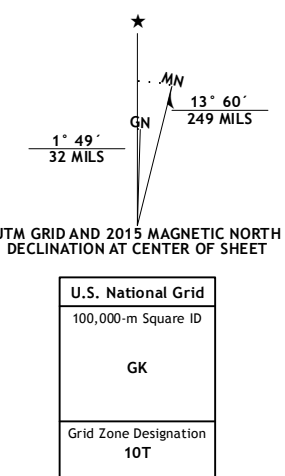 ★
MN
GN
13° 60´
249 MILS
1° 49´
32 MILS
UTM GRID AND 2015 MAGNETIC NORTH
DECLINATION AT CENTER OF SHEET
U.S. National Grid
100,000-m Square ID
GK
Grid Zone Designation
10T